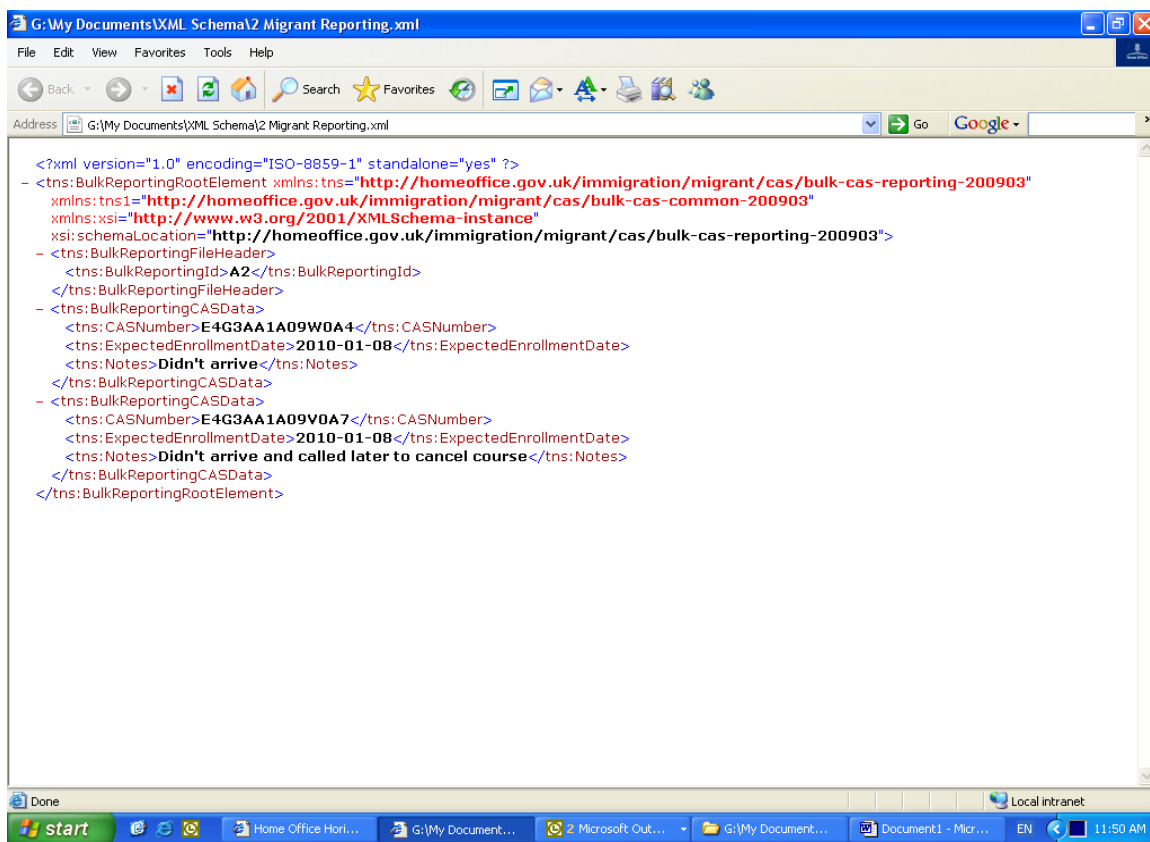 G:\My Documents\XML Schema\2 Migrant Reporting.xml
File Edit View Favorites Tools Help
Back Search Favorites
Address G:\My Documents\XML Schema\2 Migrant Reporting.xml Go Google
<?xml version="1.0" encoding="ISO-8859-1" standalone="yes" ?>
- <tns:BulkReportingRootElement xmlns:tns="http://homeoffice.gov.uk/immigration/migrant/cas/bulk-cas-reporting-200903"
xmlns:tns1="http://homeoffice.gov.uk/immigration/migrant/cas/bulk-cas-common-200903"
xmlns:xsi="http://www.w3.org/2001/XMLSchema-instance"
xsi:schemaLocation="http://homeoffice.gov.uk/immigration/migrant/cas/bulk-cas-reporting-200903">
- <tns:BulkReportingFileHeader>
<tns:BulkReportingId>A2</tns:BulkReportingId>
</tns:BulkReportingFileHeader>
- <tns:BulkReportingCASData>
<tns:CASNumber>E4G3AA1A09W0A4</tns:CASNumber>
<tns:ExpectedEnrollmentDate>2010-01-08</tns:ExpectedEnrollmentDate>
<tns:Notes>Didn't arrive</tns:Notes>
</tns:BulkReportingCASData>
- <tns:BulkReportingCASData>
<tns:CASNumber>E4G3AA1A09V0A7</tns:CASNumber>
<tns:ExpectedEnrollmentDate>2010-01-08</tns:ExpectedEnrollmentDate>
<tns:Notes>Didn't arrive and called later to cancel course</tns:Notes>
</tns:BulkReportingCASData>
</tns:BulkReportingRootElement>
Done Local intranet
start Home Office Hori... G:\My Document... 2 Microsoft Out... G:\My Document... Document1 - Micr... EN 11:50 AM